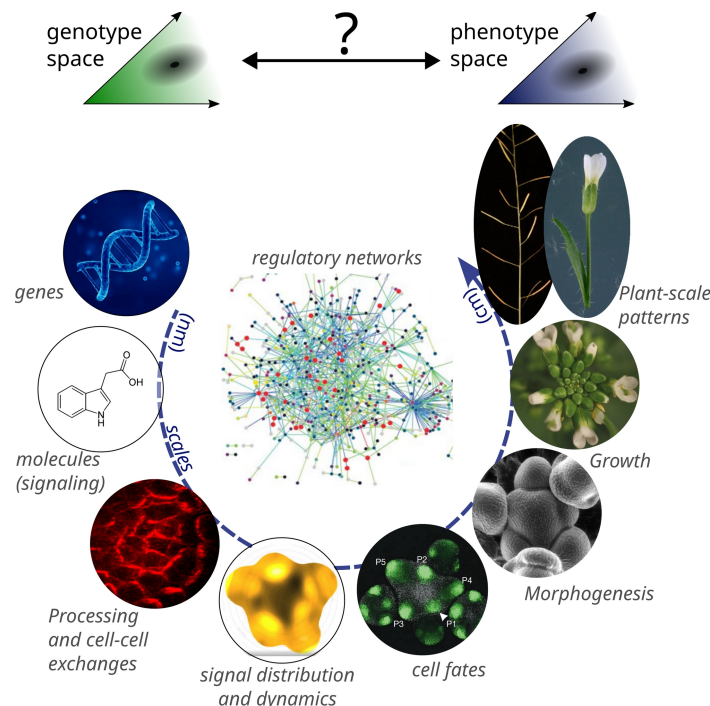 genotype
space
?
phenotype
space
genes
regulatory networks
(nm)
scales
(cm)
Plant-scale
patterns
O
OH
N
H
molecules
(signaling)
Growth
Processing
and cell-cell
exchanges
signal distribution
and dynamics
P5
P2
P4
P3
P1
cell fates
Morphogenesis